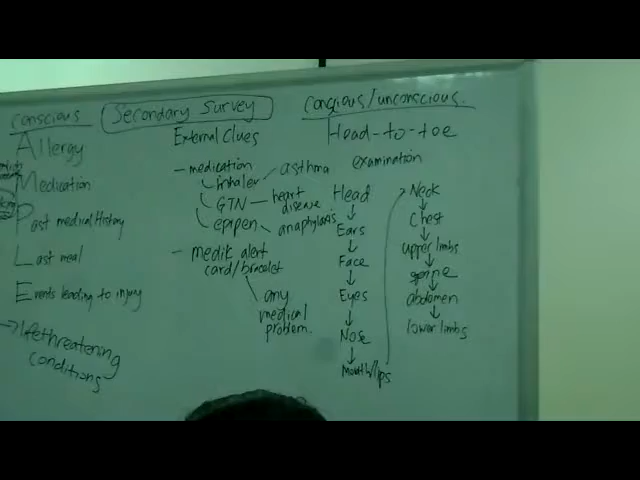 conscious
Secondary Survey
Concious/unconscious.
Allergy
Medication
Past medical History
Last meal
Events leading to injury
→ lifethreatening
conditions
External Clues
- medication
inhaler
asthma
GTN - heart
disease
epipen
anaphylaxis
- medik alert
card/bracelet
any
medical
problem.
Head-to-toe
examination
Head
Ears
Face
Eyes
Nose
Mouth/lips
Neck
Chest
upper limbs
spine
abdomen
lower limbs